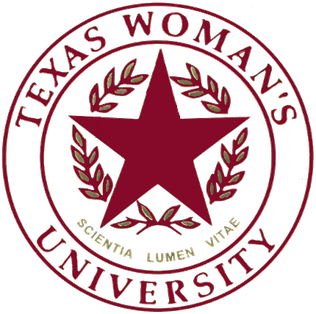 TEXAS WOMAN'S
SCIENTIA LUMEN VITAE
UNIVERSITY